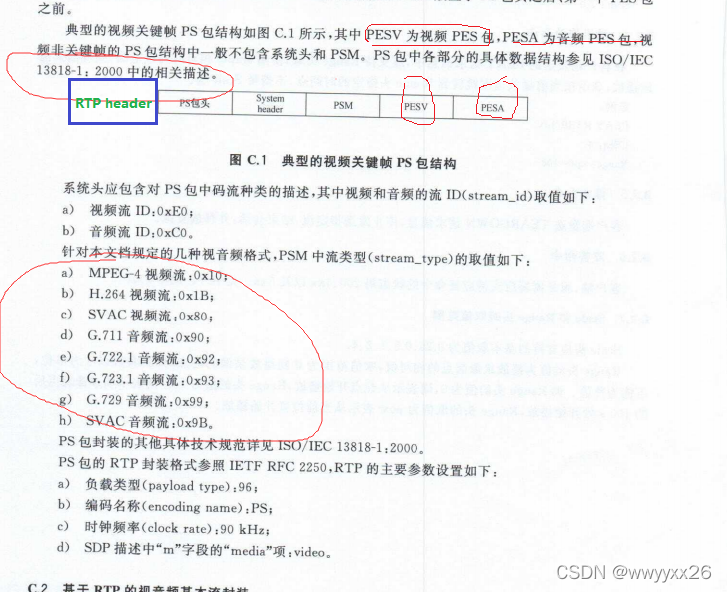 之前。
典型的视频关键帧 PS 包结构如图 C.1 所示,其中 PESV 为视频 PES 包,PESA 为音频 PES 包,视
频非关键帧的 PS 包结构中一般不包含系统头和 PSM。PS 包中各部分的具体数据结构参见 ISO/IEC
13818-1: 2000 中的相关描述。
RTP header PS包头 System header PSM PESV PESA
图 C.1 典型的视频关键帧 PS 包结构
系统头应包含对 PS 包中码流种类的描述,其中视频和音频的流 ID(stream_id)取值如下:
a) 视频流 ID:0xE0;
b) 音频流 ID:0xC0。
针对本文档规定的几种视音频格式,PSM 中流类型(stream_type)的取值如下:
a) MPEG-4 视频流:0x10;
b) H.264 视频流:0x1B;
c) SVAC 视频流:0x80;
d) G.711 音频流:0x90;
e) G.722.1 音频流:0x92;
f) G.723.1 音频流:0x93;
g) G.729 音频流:0x99;
h) SVAC 音频流:0x9B。
PS 包封装的其他具体技术规范详见 ISO/IEC 13818-1:2000。
PS 包的 RTP 封装格式参照 IETF RFC 2250,RTP 的主要参数设置如下:
a) 负载类型(payload type):96;
b) 编码名称(encoding name):PS;
c) 时钟频率(clock rate):90 kHz;
d) SDP 描述中“m”字段的“media”项:video。
C.2 基于 RTP 的视音频基本流封装
CSDN @wwyyxx26